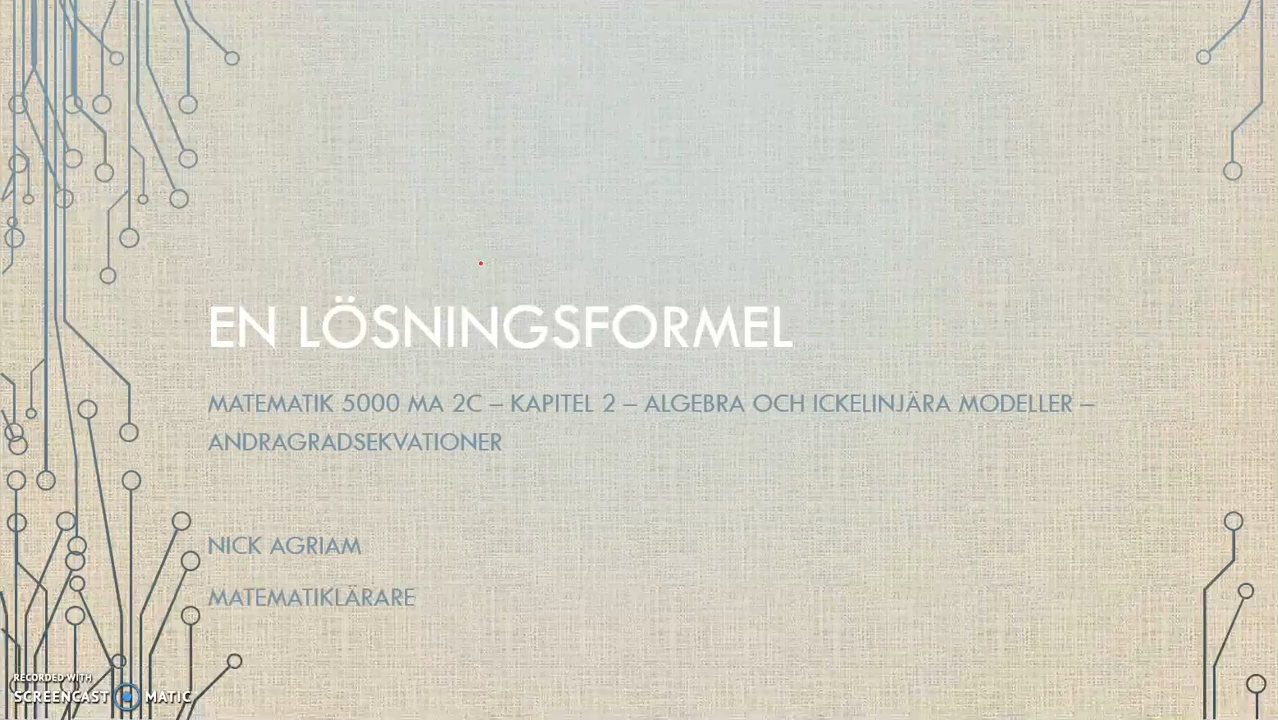 EN LÖSNINGSFORMEL
MATEMATIK 5000 MA 2C – KAPITEL 2 – ALGEBRA OCH ICKELINJÄRA MODELLER –
ANDRAGRADSEKVATIONER
NICK AGRIAM
MATEMATIKLÄRARE
RECORDED WITH
SCREENCAST MATIC